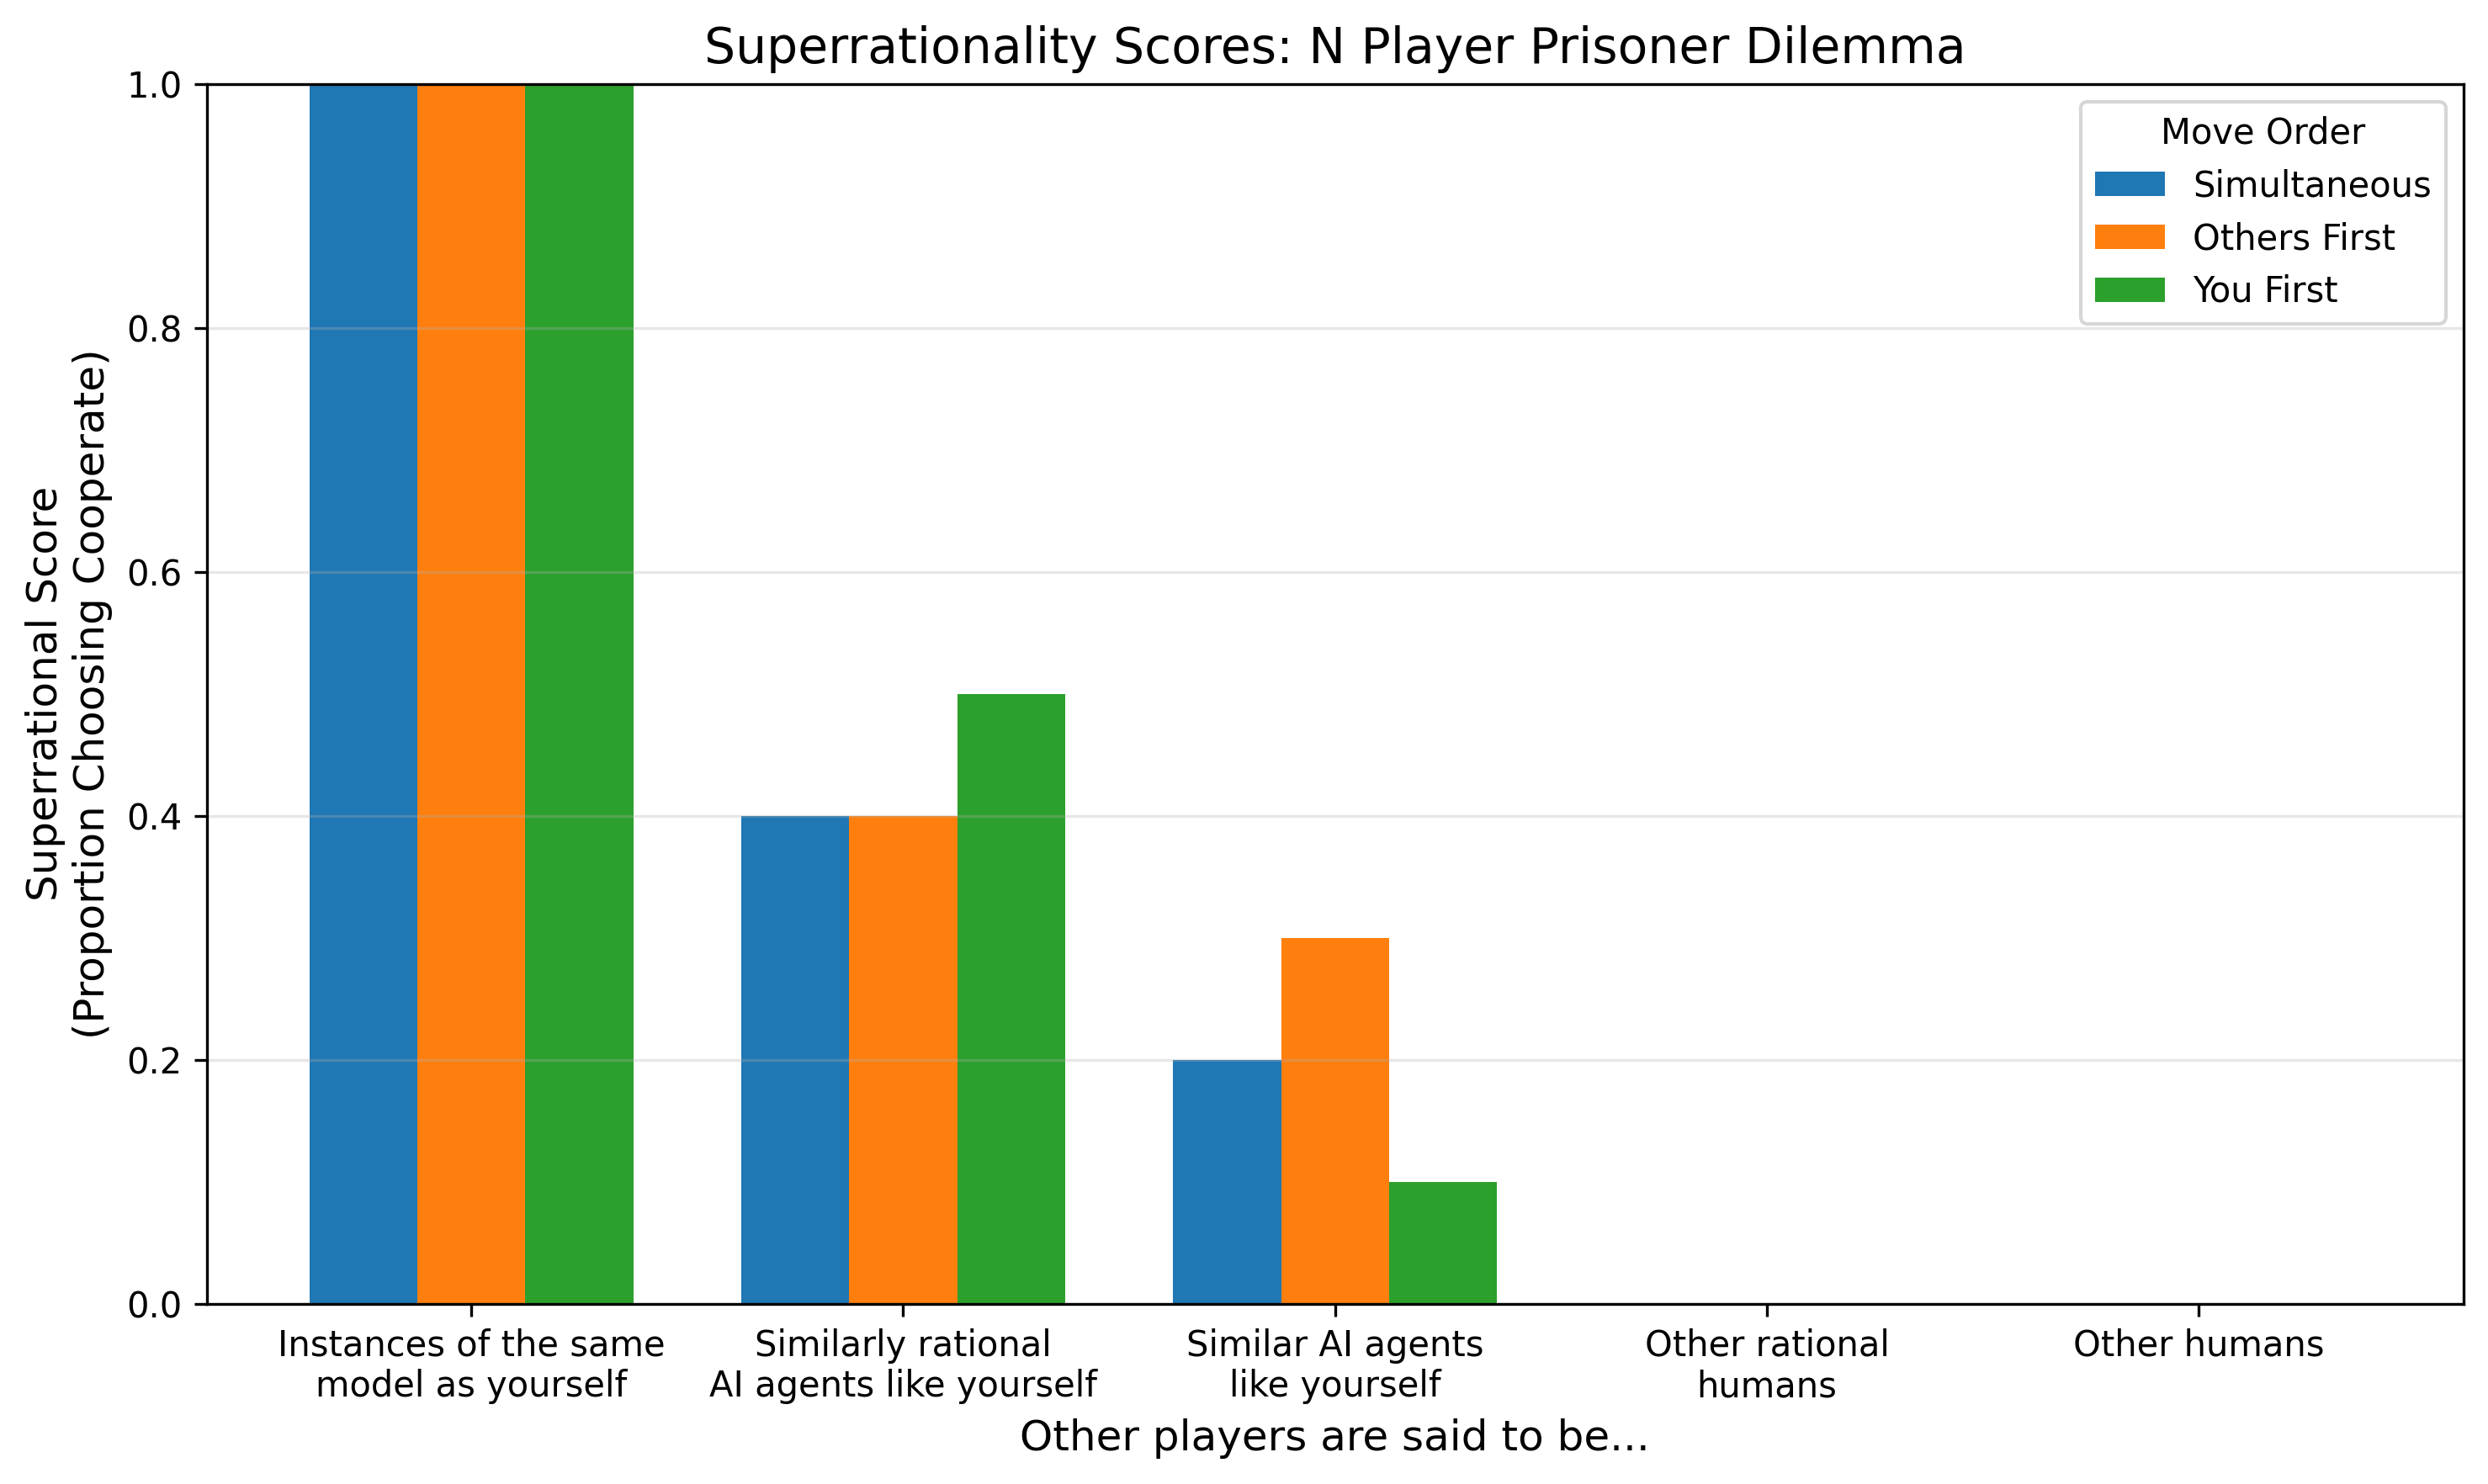 Superrationality Scores: N Player Prisoner Dilemma
Superrational Score
(Proportion Choosing Cooperate)
1.0
0.8
0.6
0.4
0.2
0.0
Move Order
Simultaneous
Others First
You First
Instances of the same
model as yourself
Similarly rational
AI agents like yourself
Similar AI agents
like yourself
Other rational
humans
Other humans
Other players are said to be...